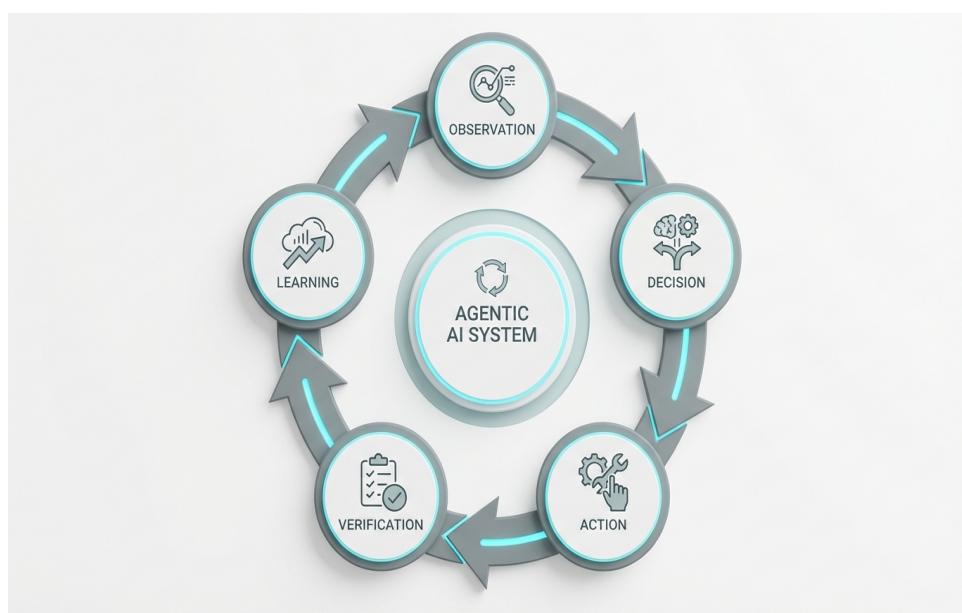 OBSERVATION
DECISION
ACTION
VERIFICATION
LEARNING
AGENTIC
AI SYSTEM